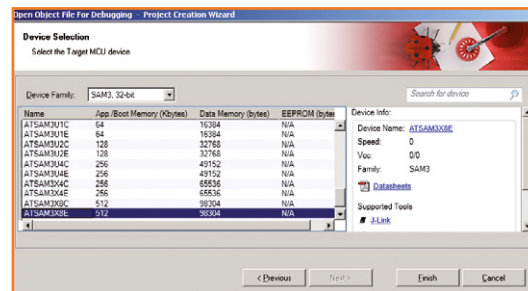 Open Object File For Debugging - Project Creation Wizard
Device Selection
Select the Target MCU device
Device Family: SAM3, 32-bit
Search for device
Name App./Boot Memory (Kbytes) Data Memory (bytes) EEPROM (bytes
ATSAM3U1C 64 16384 N/A
ATSAM3U1E 64 16384 N/A
ATSAM3U2C 128 32768 N/A
ATSAM3U2E 128 32768 N/A
ATSAM3U4C 256 49152 N/A
ATSAM3U4E 256 49152 N/A
ATSAM3X4C 256 65536 N/A
ATSAM3X4E 256 65536 N/A
ATSAM3X8C 512 98304 N/A
ATSAM3X8E 512 98304 N/A
Device Info:
Device Name: ATSAM3X8E
Speed: 0
Vcc: 0/0
Family: SAM3
Datasheets
Supported Tools
J-Link
< Previous Next > Finish Cancel